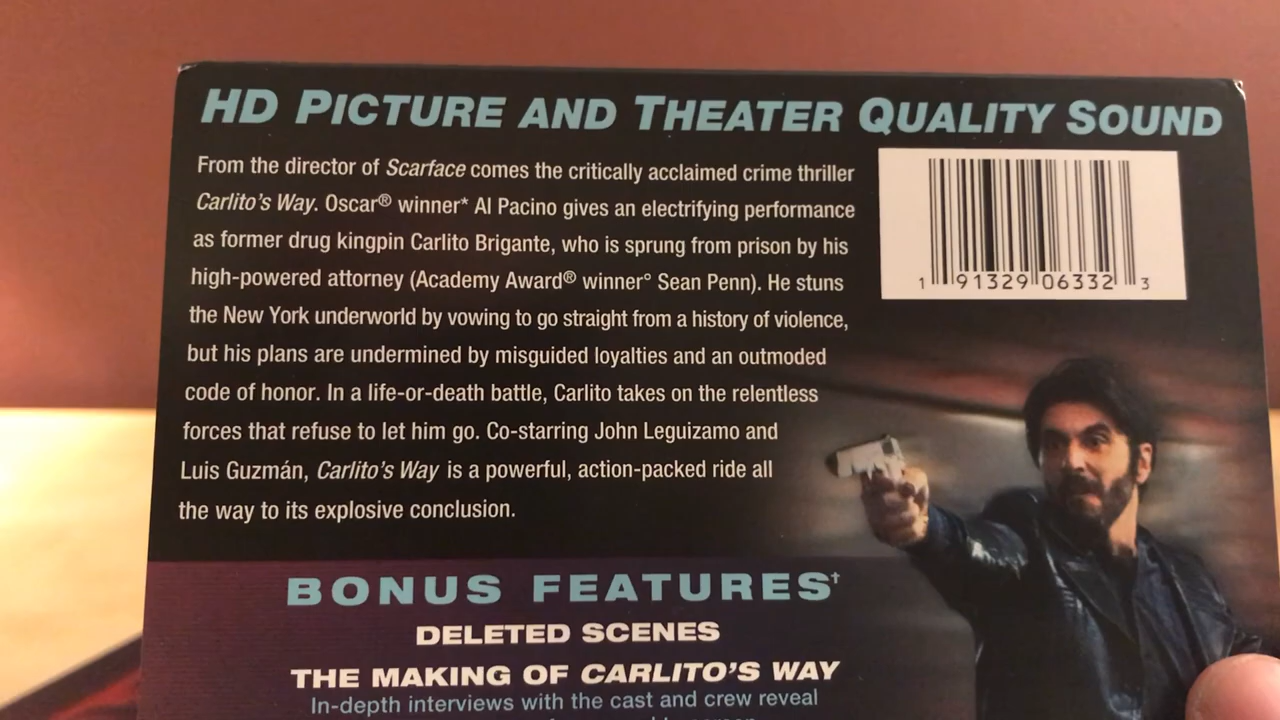 HD PICTURE AND THEATER QUALITY SOUND
From the director of Scarface comes the critically acclaimed crime thriller
Carlito's Way. Oscar® winner* Al Pacino gives an electrifying performance
as former drug kingpin Carlito Brigante, who is sprung from prison by his
high-powered attorney (Academy Award® winner° Sean Penn). He stuns
the New York underworld by vowing to go straight from a history of violence,
but his plans are undermined by misguided loyalties and an outmoded
code of honor. In a life-or-death battle, Carlito takes on the relentless
forces that refuse to let him go. Co-starring John Leguizamo and
Luis Guzmán, Carlito's Way is a powerful, action-packed ride all
the way to its explosive conclusion.
1 91329 06332 3
BONUS FEATURES†
DELETED SCENES
THE MAKING OF CARLITO'S WAY
In-depth interviews with the cast and crew reveal